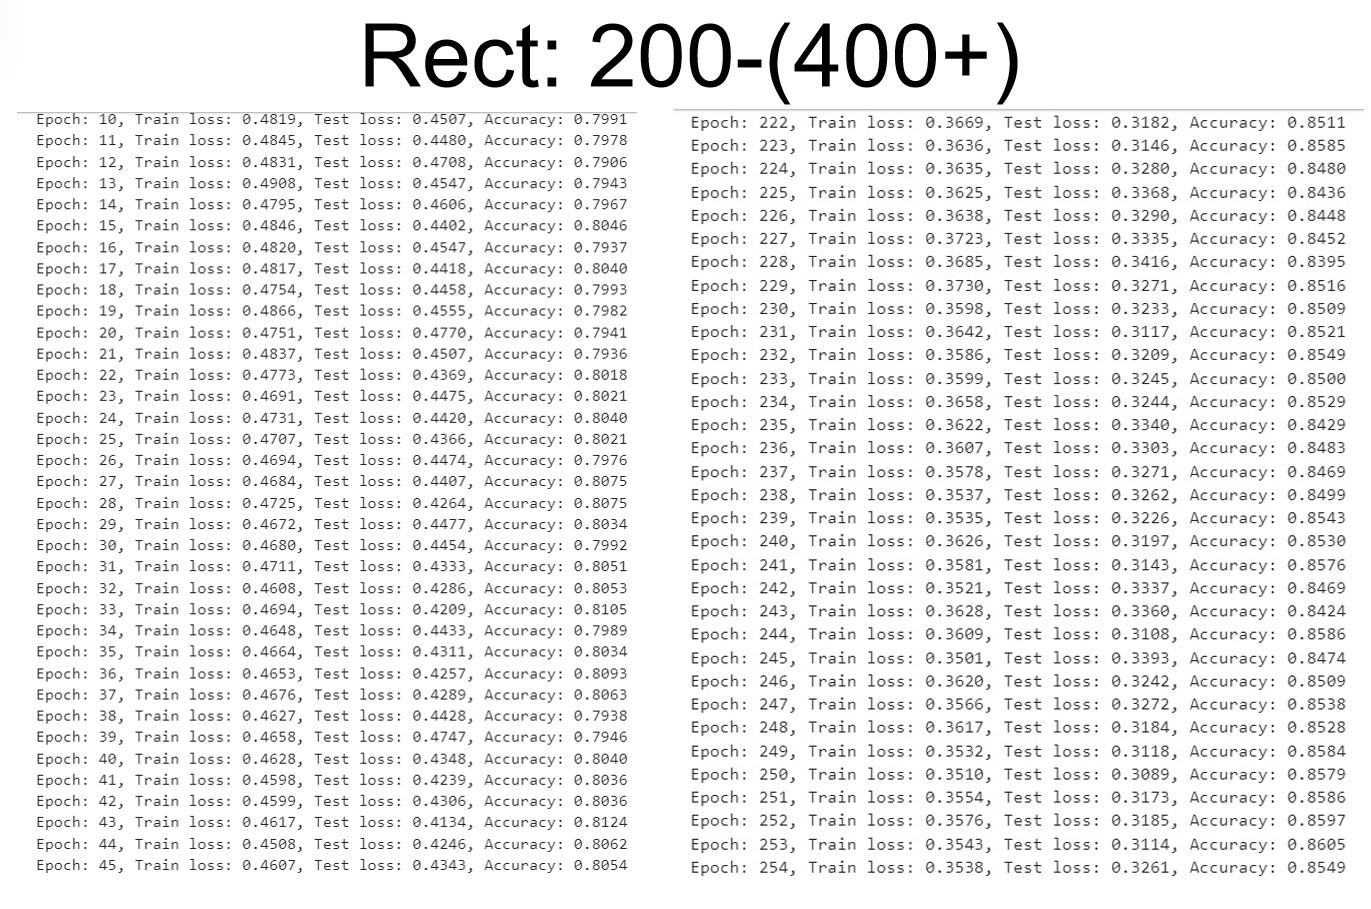 Rect: 200-(400+)
Epoch: 10, Train loss: 0.4819, Test loss: 0.4507, Accuracy: 0.7991
Epoch: 11, Train loss: 0.4845, Test loss: 0.4480, Accuracy: 0.7978
Epoch: 12, Train loss: 0.4831, Test loss: 0.4708, Accuracy: 0.7906
Epoch: 13, Train loss: 0.4908, Test loss: 0.4547, Accuracy: 0.7943
Epoch: 14, Train loss: 0.4795, Test loss: 0.4606, Accuracy: 0.7967
Epoch: 15, Train loss: 0.4846, Test loss: 0.4402, Accuracy: 0.8046
Epoch: 16, Train loss: 0.4820, Test loss: 0.4547, Accuracy: 0.7937
Epoch: 17, Train loss: 0.4817, Test loss: 0.4418, Accuracy: 0.8040
Epoch: 18, Train loss: 0.4754, Test loss: 0.4458, Accuracy: 0.7993
Epoch: 19, Train loss: 0.4866, Test loss: 0.4555, Accuracy: 0.7982
Epoch: 20, Train loss: 0.4751, Test loss: 0.4770, Accuracy: 0.7941
Epoch: 21, Train loss: 0.4837, Test loss: 0.4507, Accuracy: 0.7936
Epoch: 22, Train loss: 0.4773, Test loss: 0.4369, Accuracy: 0.8018
Epoch: 23, Train loss: 0.4691, Test loss: 0.4475, Accuracy: 0.8021
Epoch: 24, Train loss: 0.4731, Test loss: 0.4420, Accuracy: 0.8040
Epoch: 25, Train loss: 0.4707, Test loss: 0.4366, Accuracy: 0.8021
Epoch: 26, Train loss: 0.4694, Test loss: 0.4474, Accuracy: 0.7976
Epoch: 27, Train loss: 0.4684, Test loss: 0.4407, Accuracy: 0.8075
Epoch: 28, Train loss: 0.4725, Test loss: 0.4264, Accuracy: 0.8075
Epoch: 29, Train loss: 0.4672, Test loss: 0.4477, Accuracy: 0.8034
Epoch: 30, Train loss: 0.4680, Test loss: 0.4454, Accuracy: 0.7992
Epoch: 31, Train loss: 0.4711, Test loss: 0.4333, Accuracy: 0.8051
Epoch: 32, Train loss: 0.4608, Test loss: 0.4286, Accuracy: 0.8053
Epoch: 33, Train loss: 0.4694, Test loss: 0.4209, Accuracy: 0.8105
Epoch: 34, Train loss: 0.4648, Test loss: 0.4433, Accuracy: 0.7989
Epoch: 35, Train loss: 0.4664, Test loss: 0.4311, Accuracy: 0.8034
Epoch: 36, Train loss: 0.4653, Test loss: 0.4257, Accuracy: 0.8093
Epoch: 37, Train loss: 0.4676, Test loss: 0.4289, Accuracy: 0.8063
Epoch: 38, Train loss: 0.4627, Test loss: 0.4428, Accuracy: 0.7938
Epoch: 39, Train loss: 0.4658, Test loss: 0.4747, Accuracy: 0.7946
Epoch: 40, Train loss: 0.4628, Test loss: 0.4348, Accuracy: 0.8040
Epoch: 41, Train loss: 0.4598, Test loss: 0.4239, Accuracy: 0.8036
Epoch: 42, Train loss: 0.4599, Test loss: 0.4306, Accuracy: 0.8036
Epoch: 43, Train loss: 0.4617, Test loss: 0.4134, Accuracy: 0.8124
Epoch: 44, Train loss: 0.4508, Test loss: 0.4246, Accuracy: 0.8062
Epoch: 45, Train loss: 0.4607, Test loss: 0.4343, Accuracy: 0.8054
Epoch: 222, Train loss: 0.3669, Test loss: 0.3182, Accuracy: 0.8511
Epoch: 223, Train loss: 0.3636, Test loss: 0.3146, Accuracy: 0.8585
Epoch: 224, Train loss: 0.3635, Test loss: 0.3280, Accuracy: 0.8480
Epoch: 225, Train loss: 0.3625, Test loss: 0.3368, Accuracy: 0.8436
Epoch: 226, Train loss: 0.3638, Test loss: 0.3290, Accuracy: 0.8448
Epoch: 227, Train loss: 0.3723, Test loss: 0.3335, Accuracy: 0.8452
Epoch: 228, Train loss: 0.3685, Test loss: 0.3416, Accuracy: 0.8395
Epoch: 229, Train loss: 0.3730, Test loss: 0.3271, Accuracy: 0.8516
Epoch: 230, Train loss: 0.3598, Test loss: 0.3233, Accuracy: 0.8509
Epoch: 231, Train loss: 0.3642, Test loss: 0.3117, Accuracy: 0.8521
Epoch: 232, Train loss: 0.3586, Test loss: 0.3209, Accuracy: 0.8549
Epoch: 233, Train loss: 0.3599, Test loss: 0.3245, Accuracy: 0.8500
Epoch: 234, Train loss: 0.3658, Test loss: 0.3244, Accuracy: 0.8529
Epoch: 235, Train loss: 0.3622, Test loss: 0.3340, Accuracy: 0.8429
Epoch: 236, Train loss: 0.3607, Test loss: 0.3303, Accuracy: 0.8483
Epoch: 237, Train loss: 0.3578, Test loss: 0.3271, Accuracy: 0.8469
Epoch: 238, Train loss: 0.3537, Test loss: 0.3262, Accuracy: 0.8499
Epoch: 239, Train loss: 0.3535, Test loss: 0.3226, Accuracy: 0.8543
Epoch: 240, Train loss: 0.3626, Test loss: 0.3197, Accuracy: 0.8530
Epoch: 241, Train loss: 0.3581, Test loss: 0.3143, Accuracy: 0.8576
Epoch: 242, Train loss: 0.3521, Test loss: 0.3337, Accuracy: 0.8469
Epoch: 243, Train loss: 0.3628, Test loss: 0.3360, Accuracy: 0.8424
Epoch: 244, Train loss: 0.3609, Test loss: 0.3108, Accuracy: 0.8586
Epoch: 245, Train loss: 0.3501, Test loss: 0.3393, Accuracy: 0.8474
Epoch: 246, Train loss: 0.3620, Test loss: 0.3242, Accuracy: 0.8509
Epoch: 247, Train loss: 0.3566, Test loss: 0.3272, Accuracy: 0.8538
Epoch: 248, Train loss: 0.3617, Test loss: 0.3184, Accuracy: 0.8528
Epoch: 249, Train loss: 0.3532, Test loss: 0.3118, Accuracy: 0.8584
Epoch: 250, Train loss: 0.3510, Test loss: 0.3089, Accuracy: 0.8579
Epoch: 251, Train loss: 0.3554, Test loss: 0.3173, Accuracy: 0.8586
Epoch: 252, Train loss: 0.3576, Test loss: 0.3185, Accuracy: 0.8597
Epoch: 253, Train loss: 0.3543, Test loss: 0.3114, Accuracy: 0.8605
Epoch: 254, Train loss: 0.3538, Test loss: 0.3261, Accuracy: 0.8549